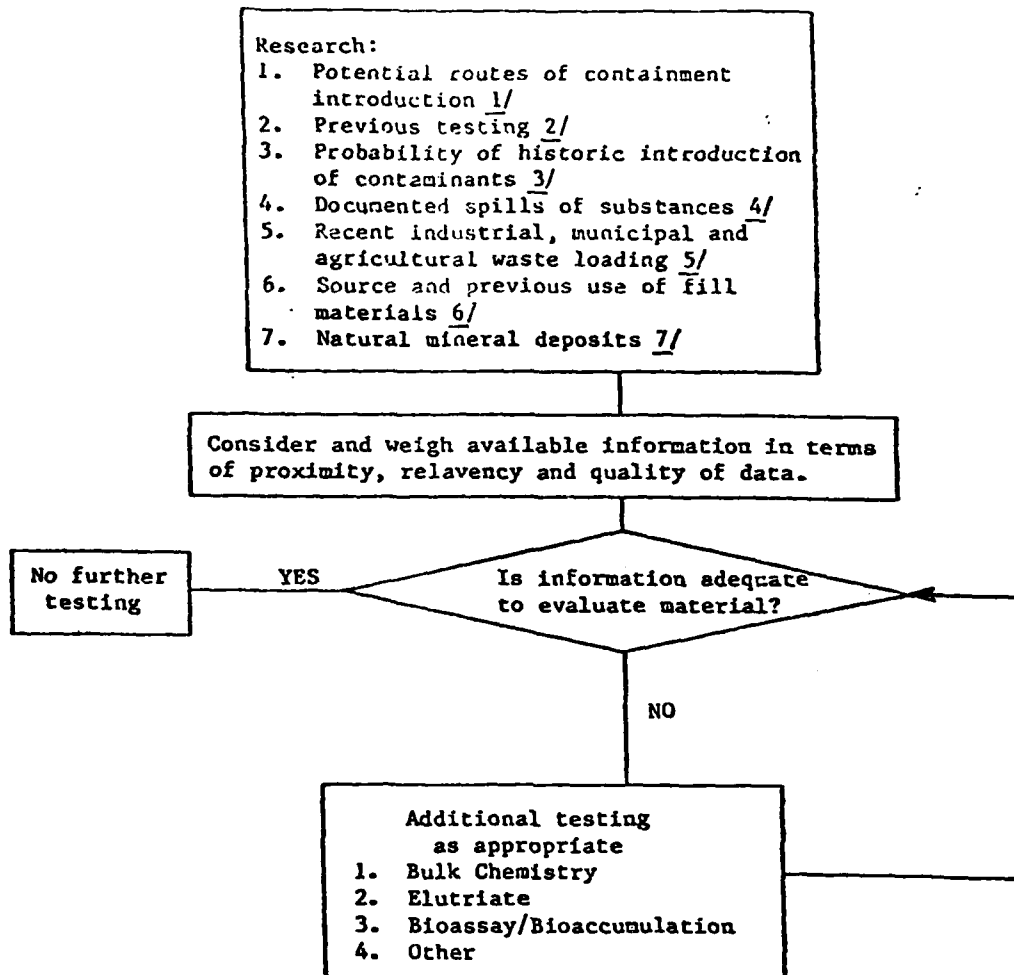 Research:
1. Potential routes of containment
introduction 1/
2. Previous testing 2/
3. Probability of historic introduction
of contaminants 3/
4. Documented spills of substances 4/
5. Recent industrial, municipal and
agricultural waste loading 5/
6. Source and previous use of fill
materials 6/
7. Natural mineral deposits 7/
Consider and weigh available information in terms
of proximity, relavency and quality of data.
Is information adequate
to evaluate material?
YES
No further
testing
NO
Additional testing
as appropriate
1. Bulk Chemistry
2. Elutriate
3. Bioassay/Bioaccumulation
4. Other